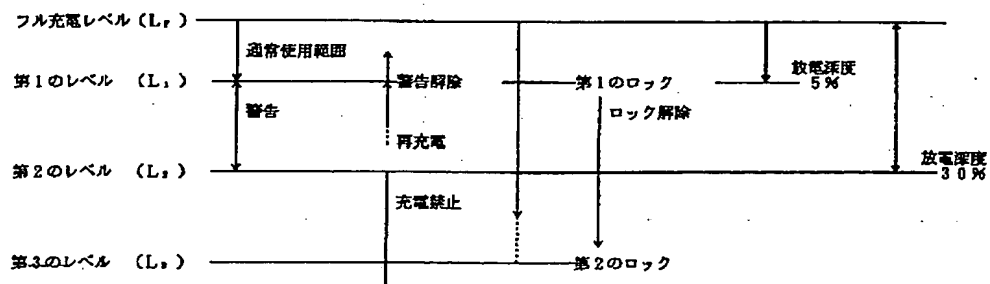 フル充電レベル(LF)
通常使用範囲
第1のレベル (L1)
警告解除
第1のロック
放電深度
5%
警告
ロック解除
再充電
放電深度
第2のレベル (L2)
30%
充電禁止
第3のレベル (L3)
第2のロック